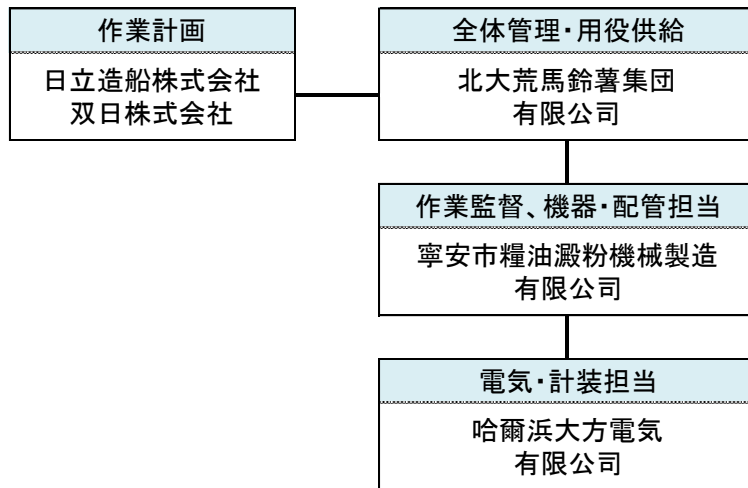 作業計画
日立造船株式会社
双日株式会社
全体管理・用役供給
北大荒馬鈴薯集団
有限公司
作業監督、機器・配管担当
寧安市糧油澱粉機械製造
有限公司
電気・計装担当
哈爾浜大方電気
有限公司